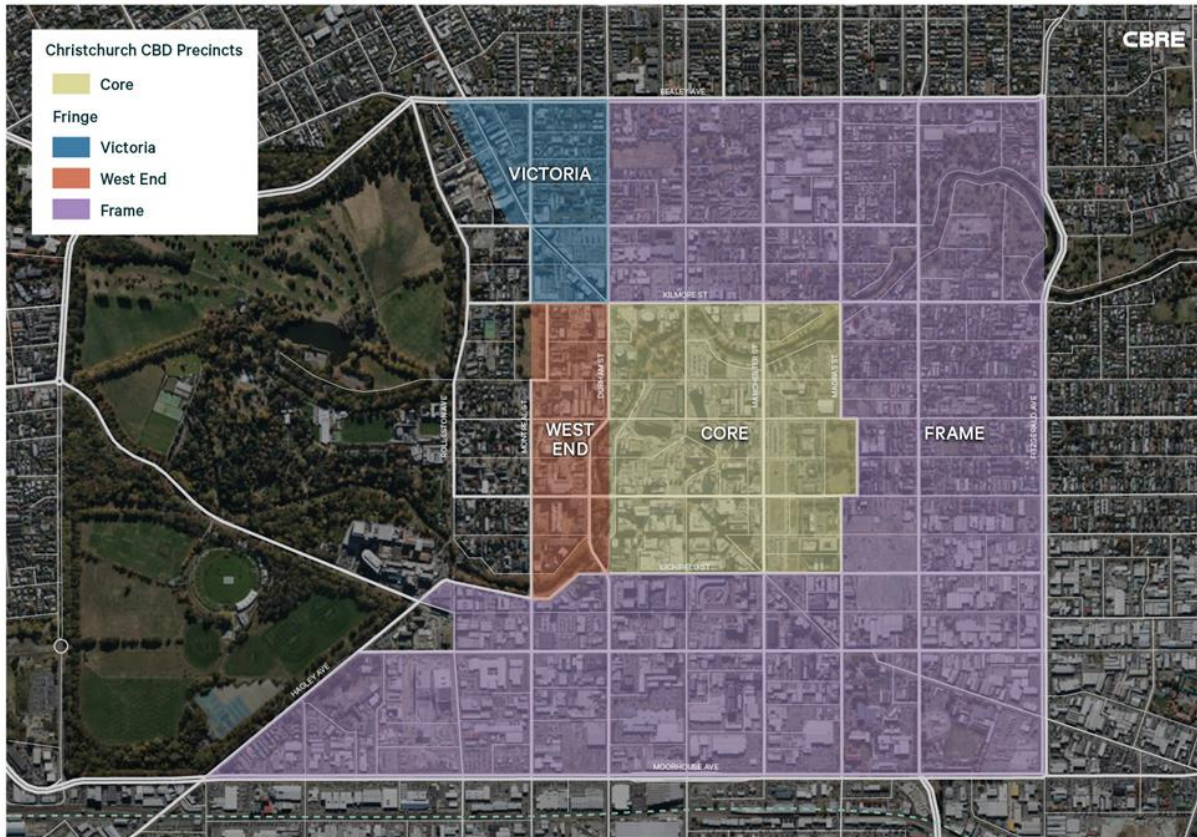 Christchurch CBD Precincts
Core
Fringe
Victoria
West End
Frame
CBRE
BEALEY AVE
VICTORIA
KILMORE ST
ROLLESTON AVE
MONTREAL ST
DURHAM ST
MANCHESTER ST
MADRAS ST
FITZGERALD AVE
WEST
END
CORE
FRAME
LICHFIELD ST
HAGLEY AVE
MOORHOUSE AVE